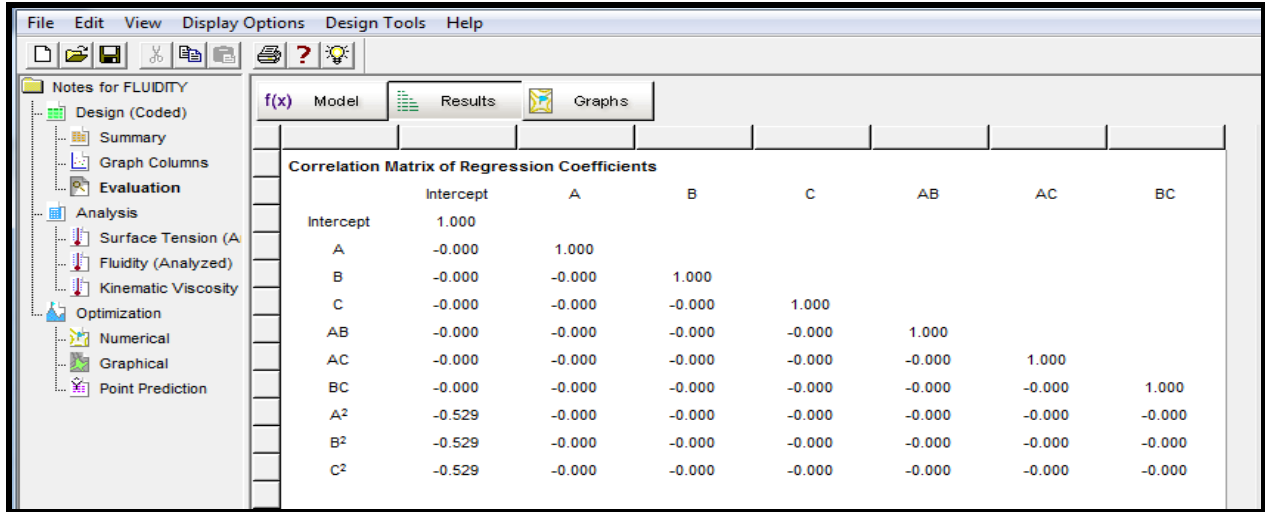 File Edit View Display Options Design Tools Help
Notes for FLUIDITY
Design (Coded)
Summary
Graph Columns
Evaluation
Analysis
Surface Tension (A
Fluidity (Analyzed)
Kinematic Viscosity
Optimization
Numerical
Graphical
Point Prediction
f(x) Model Results Graphs
Correlation Matrix of Regression Coefficients
Intercept A B C AB AC BC
Intercept 1.000
A -0.000 1.000
B -0.000 -0.000 1.000
C -0.000 -0.000 -0.000 1.000
AB -0.000 -0.000 -0.000 -0.000 1.000
AC -0.000 -0.000 -0.000 -0.000 -0.000 1.000
BC -0.000 -0.000 -0.000 -0.000 -0.000 -0.000 1.000
A² -0.529 -0.000 -0.000 -0.000 -0.000 -0.000 -0.000
B² -0.529 -0.000 -0.000 -0.000 -0.000 -0.000 -0.000
C² -0.529 -0.000 -0.000 -0.000 -0.000 -0.000 -0.000